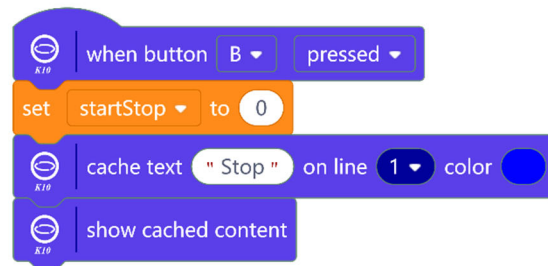 K10 when button B pressed
set startStop to 0
K10 cache text " Stop " on line 1 color
K10 show cached content